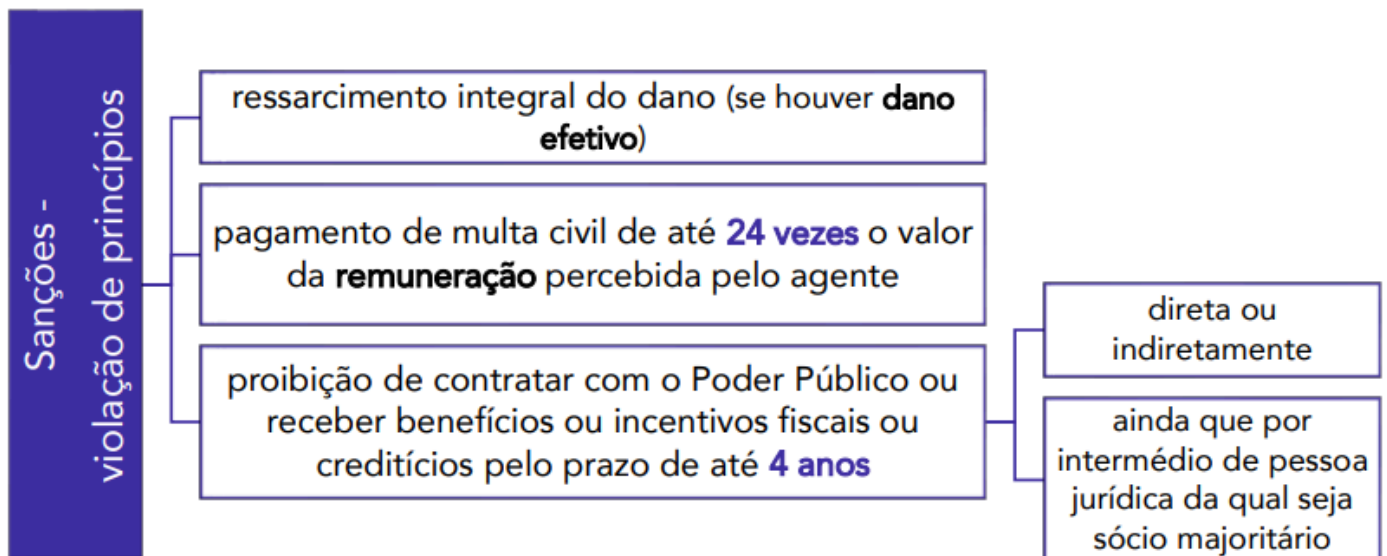 Sanções -
violação de princípios
ressarcimento integral do dano (se houver dano
efetivo)
pagamento de multa civil de até 24 vezes o valor
da remuneração percebida pelo agente
proibição de contratar com o Poder Público ou
receber benefícios ou incentivos fiscais ou
creditícios pelo prazo de até 4 anos
direta ou
indiretamente
ainda que por
intermédio de pessoa
jurídica da qual seja
sócio majoritário